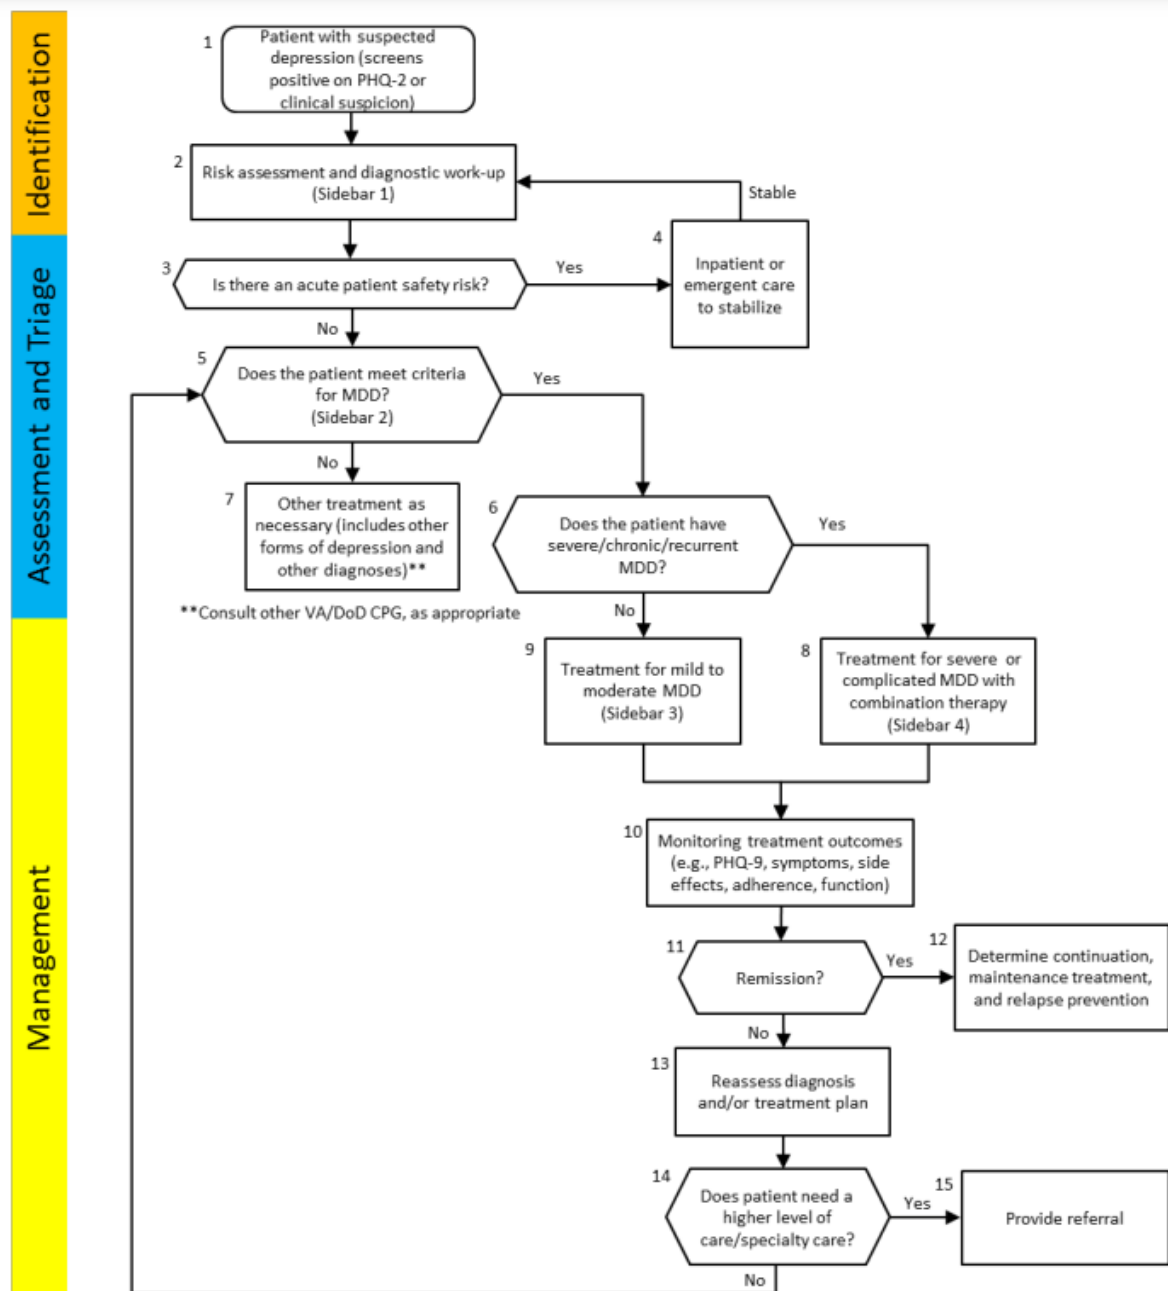 Identification
1
Patient with suspected
depression (screens
positive on PHQ-2 or
clinical suspicion)
2
Risk assessment and diagnostic work-up
(Sidebar 1)
Stable
Assessment and Triage
3
Is there an acute patient safety risk?
Yes
4
Inpatient or
emergent care
to stabilize
No
5
Does the patient meet criteria
for MDD?
(Sidebar 2)
Yes
No
7
Other treatment as
necessary (includes other
forms of depression and
other diagnoses)**
**Consult other VA/DoD CPG, as appropriate
6
Does the patient have
severe/chronic/recurrent
MDD?
Yes
No
Management
9
Treatment for mild to
moderate MDD
(Sidebar 3)
8
Treatment for severe or
complicated MDD with
combination therapy
(Sidebar 4)
10
Monitoring treatment outcomes
(e.g., PHQ-9, symptoms, side
effects, adherence, function)
11
Remission?
Yes
12
Determine continuation,
maintenance treatment,
and relapse prevention
No
13
Reassess diagnosis
and/or treatment plan
14
Does patient need a
higher level of
care/specialty care?
Yes
15
Provide referral
No